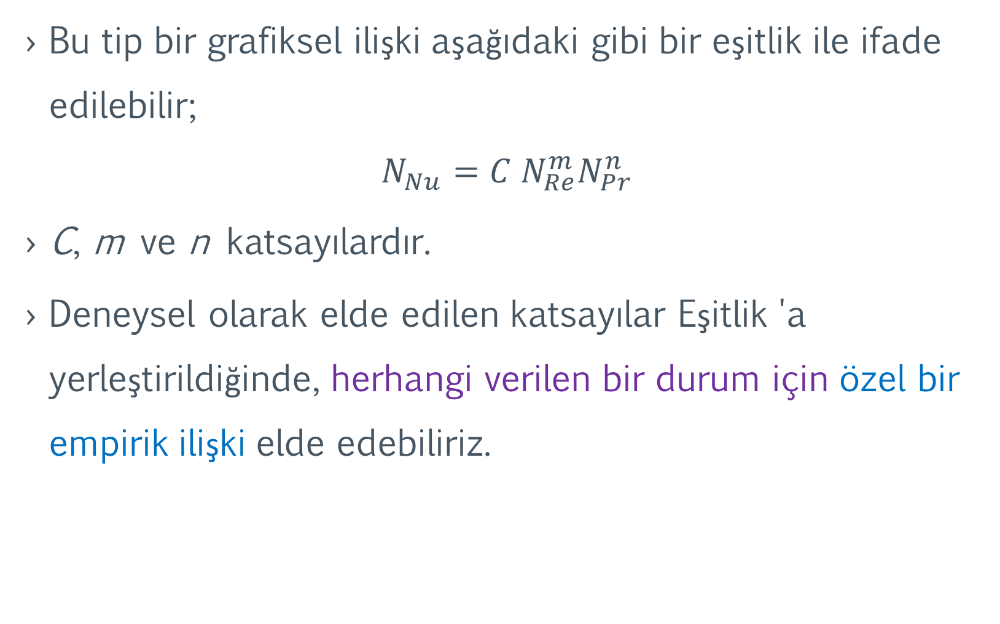 › Bu tip bir grafiksel ilişki aşağıdaki gibi bir eşitlik ile ifade
edilebilir;
$N_{Nu} = C \, N_{Re}^{m} N_{Pr}^{n}$
› C, m ve n katsayılardır.
› Deneysel olarak elde edilen katsayılar Eşitlik 'a
yerleştirildiğinde, herhangi verilen bir durum için özel bir
empirik ilişki elde edebiliriz.